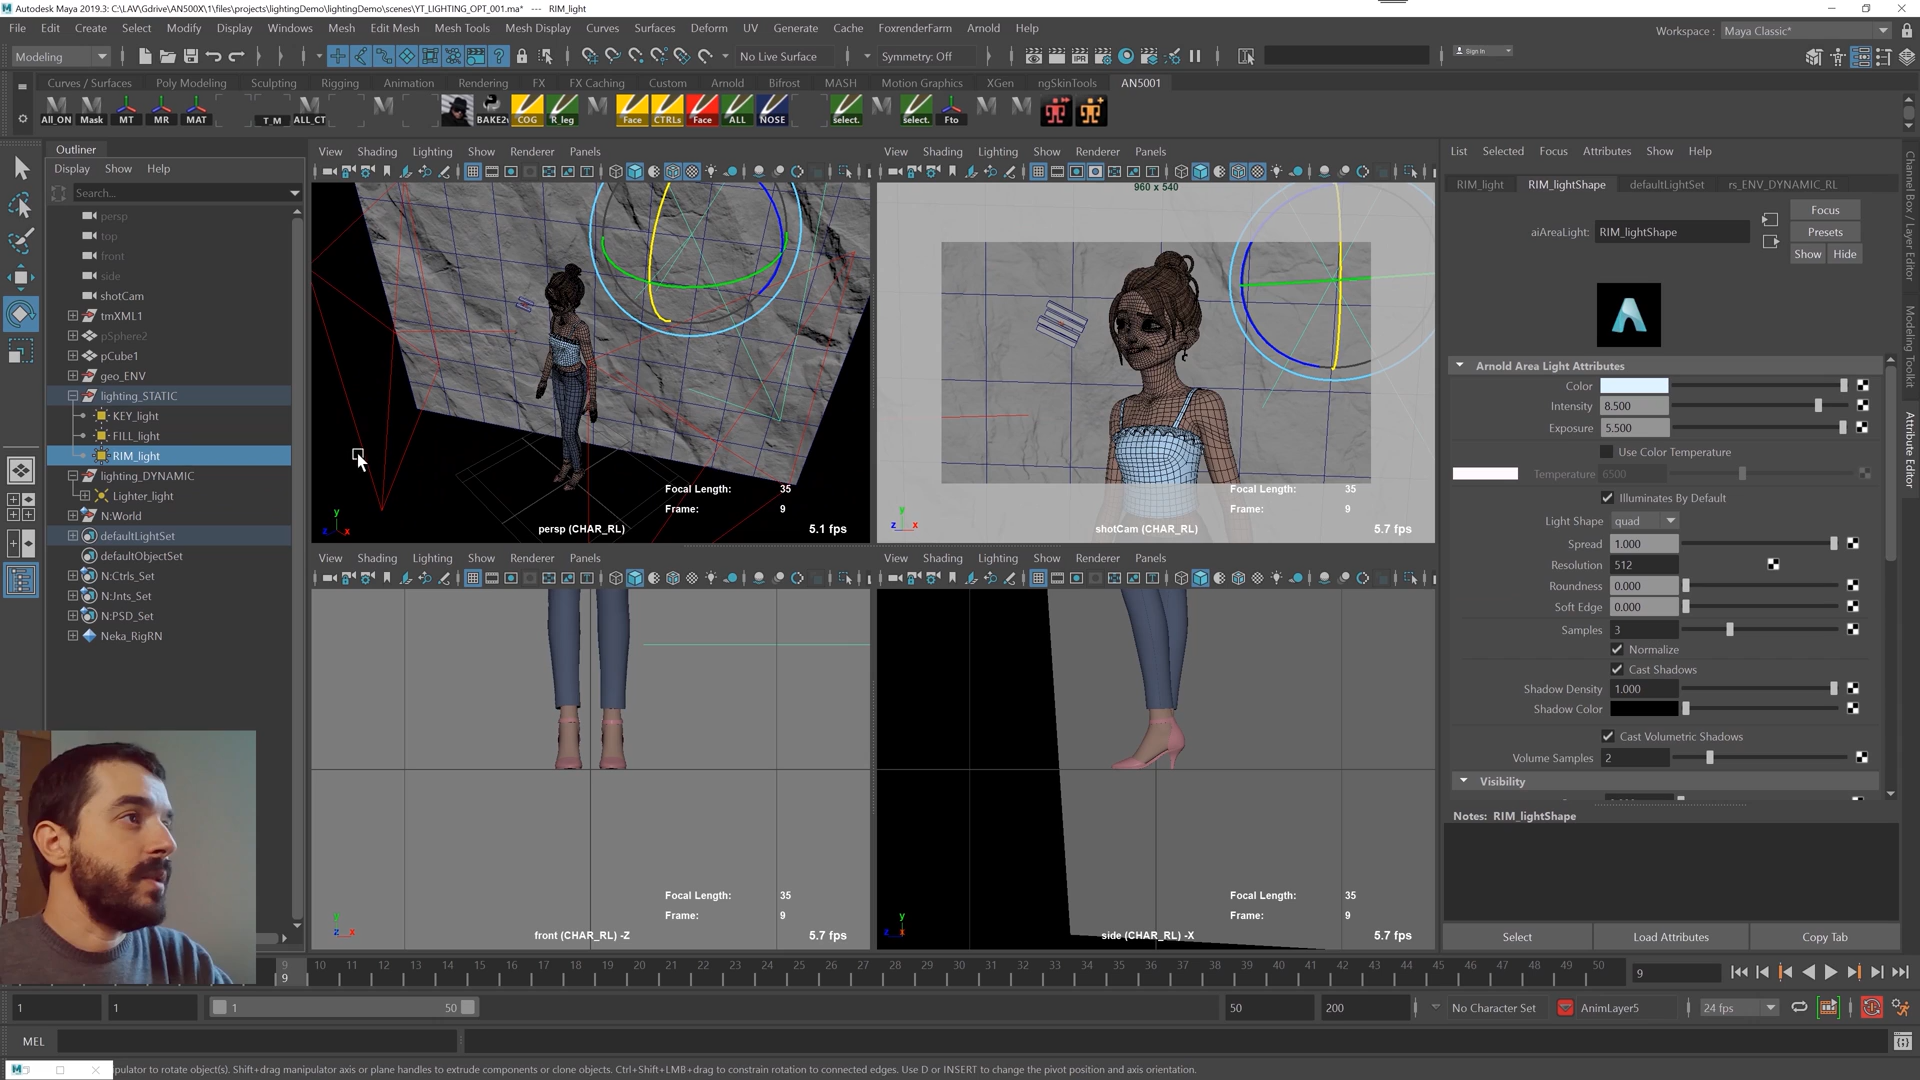 Autodesk Maya 2019.3: C:\LAV\Gdrive\AN500X\1\files\projects\lightingDemo\lightingDemo\scenes\YT_LIGHTING_OPT_001.ma* --- RIM_light
File Edit Create Select Modify Display Windows Mesh Edit Mesh Mesh Tools Mesh Display Curves Surfaces Deform UV Generate Cache FoxrenderFarm Arnold Help
Workspace : Maya Classic*
Modeling
No Live Surface
Symmetry: Off
Sign In
Curves / Surfaces Poly Modeling Sculpting Rigging Animation Rendering FX FX Caching Custom Arnold Bifrost MASH Motion Graphics XGen ngSkinTools AN5001
All_ON Mask MT MR MAT T_M ALL_CT COG R_leg Face CTRLs Face ALL NOSE select. select. Fto
Outliner
Display Show Help
Search...
persp
top
front
side
shotCam
tmXML1
pSphere2
pCube1
geo_ENV
lighting_STATIC
KEY_light
FILL_light
RIM_light
lighting_DYNAMIC
Lighter_light
N:World
defaultLightSet
defaultObjectSet
N:Ctrls_Set
N:Jnts_Set
N:PSD_Set
Neka_RigRN
View Shading Lighting Show Renderer Panels
Focal Length: 35
Frame: 9
persp (CHAR_RL)
5.1 fps
View Shading Lighting Show Renderer Panels
960 x 540
Focal Length: 35
Frame: 9
shotCam (CHAR_RL)
5.7 fps
View Shading Lighting Show Renderer Panels
Focal Length: 35
Frame: 9
front (CHAR_RL) -Z
5.7 fps
View Shading Lighting Show Renderer Panels
Focal Length: 35
Frame: 9
side (CHAR_RL) -X
5.7 fps
List Selected Focus Attributes Show Help
RIM_light RIM_lightShape defaultLightSet rs_ENV_DYNAMIC_RL
aiAreaLight: RIM_lightShape
Focus
Presets
Show Hide
Arnold Area Light Attributes
Color
Intensity 8.500
Exposure 5.500
Use Color Temperature
Temperature 6500
Illuminates By Default
Light Shape quad
Spread 1.000
Resolution 512
Roundness 0.000
Soft Edge 0.000
Samples 3
Normalize
Cast Shadows
Shadow Density 1.000
Shadow Color
Cast Volumetric Shadows
Volume Samples 2
Visibility
Notes: RIM_lightShape
Select Load Attributes Copy Tab
Channel Box / Layer Editor
Modeling Toolkit
Attribute Editor
9 10 11 12 13 14 15 16 17 18 19 20 21 22 23 24 25 26 27 28 29 30 31 32 33 34 35 36 37 38 39 40 41 42 43 44 45 46 47 48 49 50
9
9
1 1 1 50 50 200 No Character Set AnimLayer5 24 fps
MEL
pulator to rotate object(s). Shift+drag manipulator axis or plane handles to extrude components or clone objects. Ctrl+Shift+LMB+drag to constrain rotation to connected edges. Use D or INSERT to change the pivot position and axis orientation.